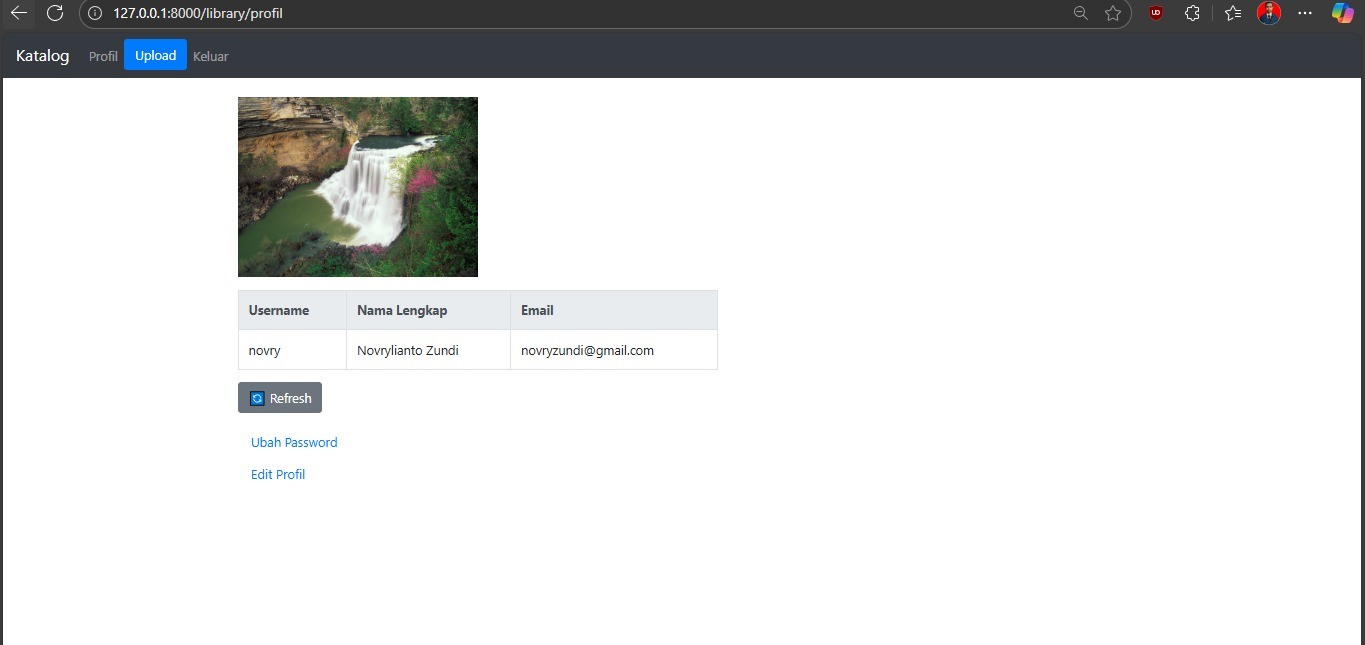 127.0.0.1:8000/library/profil
Katalog Profil Upload Keluar
Username Nama Lengkap Email
novry Novrylianto Zundi novryzundi@gmail.com
Refresh
Ubah Password
Edit Profil